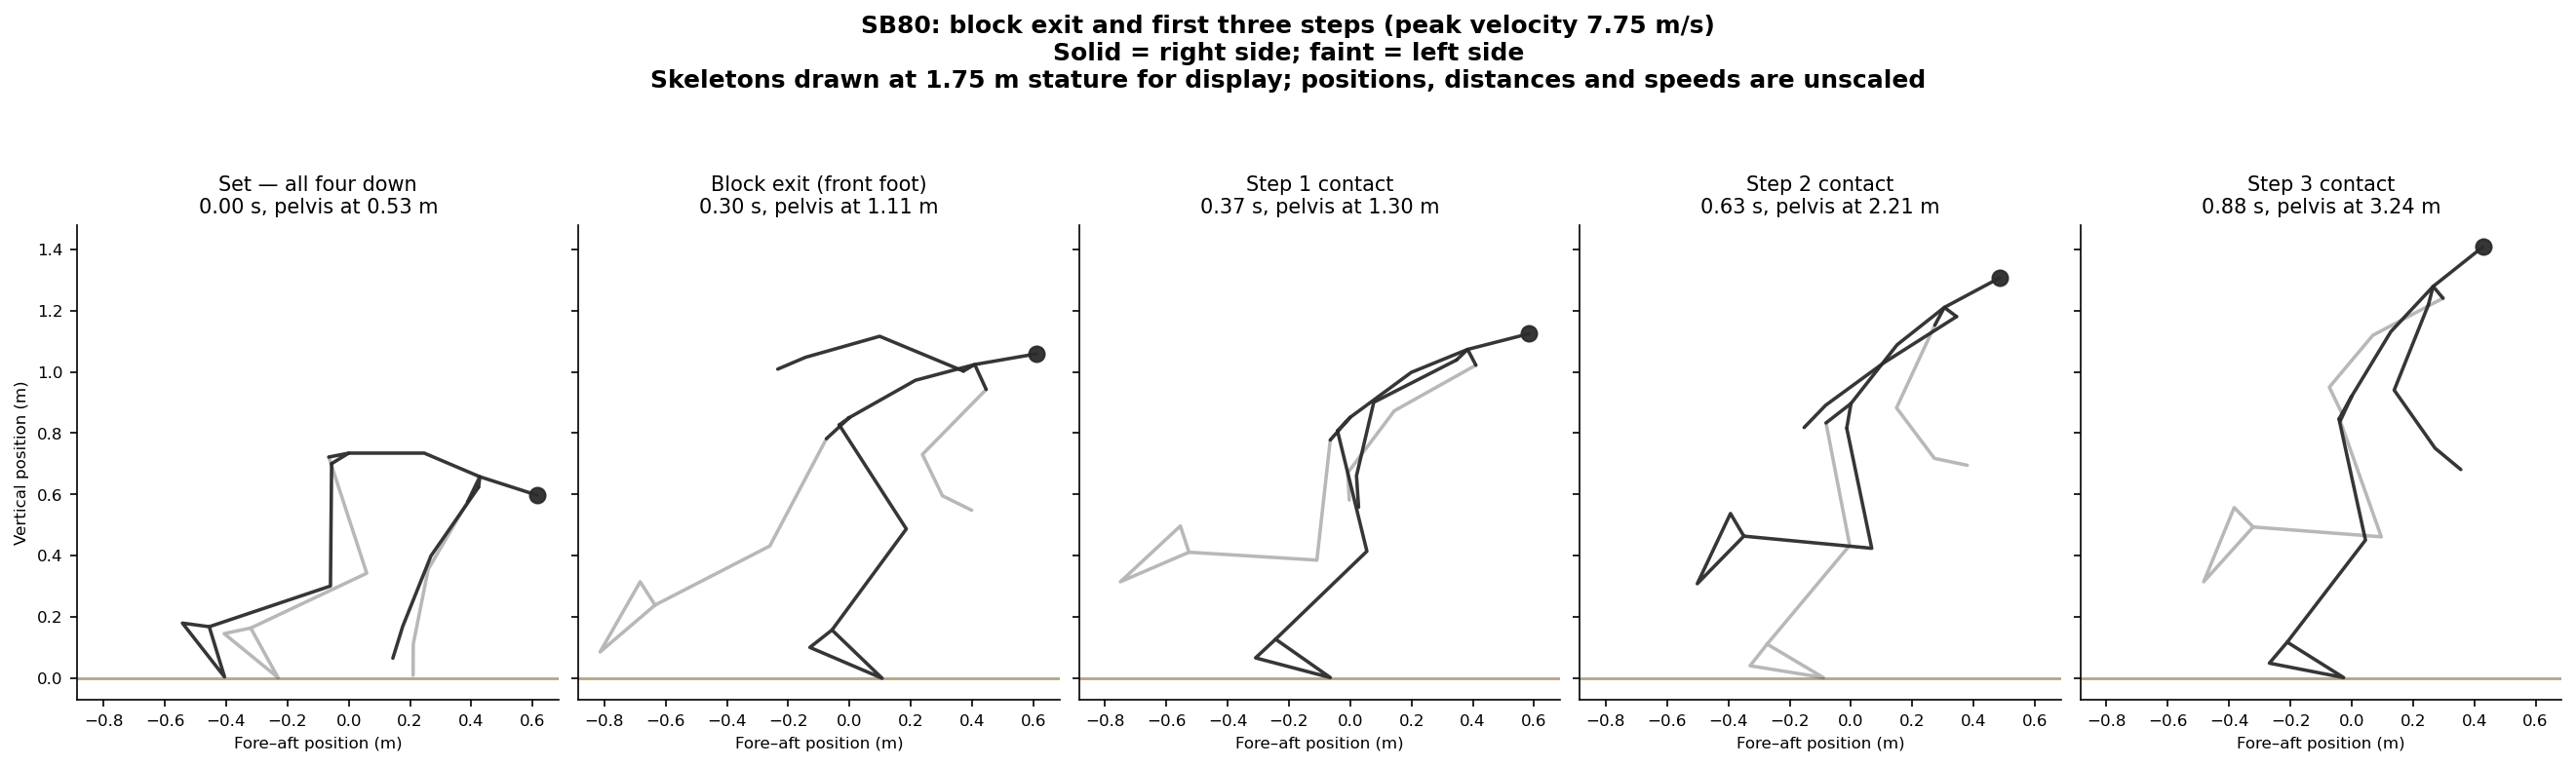 SB80: block exit and first three steps (peak velocity 7.75 m/s)
Solid = right side; faint = left side
Skeletons drawn at 1.75 m stature for display; positions, distances and speeds are unscaled
Set — all four down
0.00 s, pelvis at 0.53 m
Block exit (front foot)
0.30 s, pelvis at 1.11 m
Step 1 contact
0.37 s, pelvis at 1.30 m
Step 2 contact
0.63 s, pelvis at 2.21 m
Step 3 contact
0.88 s, pelvis at 3.24 m
Vertical position (m)
1.4
1.2
1.0
0.8
0.6
0.4
0.2
0.0
−0.8 −0.6 −0.4 −0.2 0.0 0.2 0.4 0.6
Fore–aft position (m)
−0.8 −0.6 −0.4 −0.2 0.0 0.2 0.4 0.6
Fore–aft position (m)
−0.8 −0.6 −0.4 −0.2 0.0 0.2 0.4 0.6
Fore–aft position (m)
−0.8 −0.6 −0.4 −0.2 0.0 0.2 0.4 0.6
Fore–aft position (m)
−0.8 −0.6 −0.4 −0.2 0.0 0.2 0.4 0.6
Fore–aft position (m)